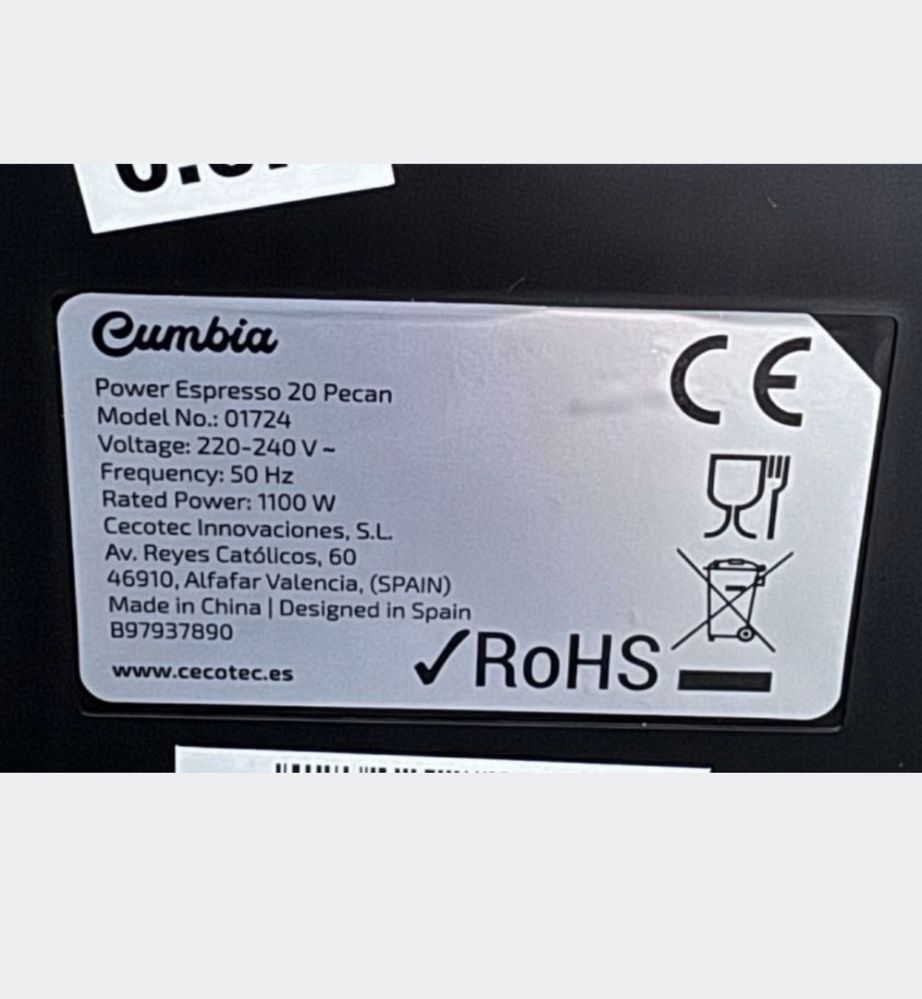 Cumbia
Power Espresso 20 Pecan
Model No.: 01724
Voltage: 220-240 V ~
Frequency: 50 Hz
Rated Power: 1100 W
Cecotec Innovaciones, S.L.
Av. Reyes Católicos, 60
46910, Alfafar Valencia, (SPAIN)
Made in China | Designed in Spain
B97937890
www.cecotec.es
✓RoHS
CE